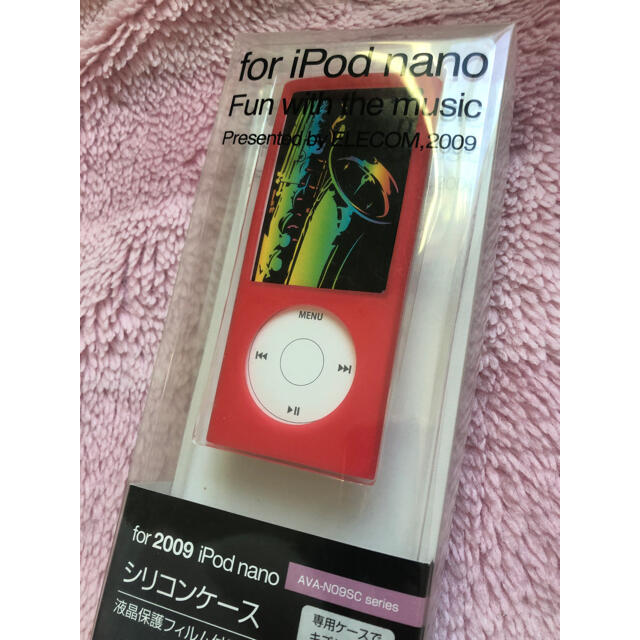 for iPod nano
Fun with the music
Presented by ELECOM, 2009
MENU
for 2009 iPod nano
AVA-N09SC series
シリコンケース
液晶保護フィルム
専用ケースで